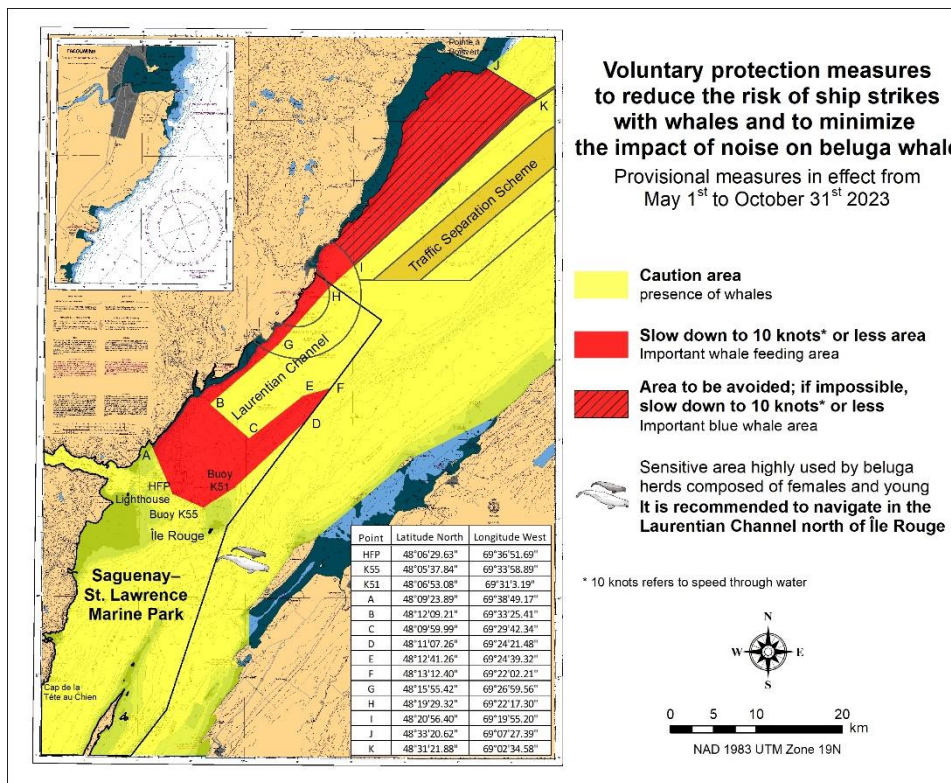 Voluntary protection measures
to reduce the risk of ship strikes
with whales and to minimize
the impact of noise on beluga whale
Provisional measures in effect from
May 1st to October 31st 2023
Caution area
presence of whales
Slow down to 10 knots* or less area
Important whale feeding area
Area to be avoided; if impossible,
slow down to 10 knots* or less
Important blue whale area
Sensitive area highly used by beluga
herds composed of females and young
It is recommended to navigate in the
Laurentian Channel north of Île Rouge
* 10 knots refers to speed through water
N
W E
S
0 5 10 20
km
NAD 1983 UTM Zone 19N
J
K
Traffic Separation Scheme
I
H
G
Laurentian Channel
E
F
B
D
C
A
Buoy
K51
HFP
Lighthouse
Buoy K55
Île Rouge
Saguenay–
St. Lawrence
Marine Park
Cap de la
Tête au Chien
Point Latitude North Longitude West
HFP 48°06'29.63" 69°36'51.69"
K55 48°05'37.84" 69°33'58.89"
K51 48°06'53.08" 69°31'3.19"
A 48°09'23.89" 69°38'49.17"
B 48°12'09.21" 69°33'25.41"
C 48°09'59.99" 69°29'42.34"
D 48°11'07.26" 69°24'21.48"
E 48°12'41.26" 69°24'39.32"
F 48°13'12.40" 69°22'02.21"
G 48°15'55.42" 69°26'59.56"
H 48°19'29.32" 69°22'17.30"
I 48°20'56.40" 69°19'55.20"
J 48°33'20.62" 69°07'27.39"
K 48°31'21.88" 69°02'34.58"